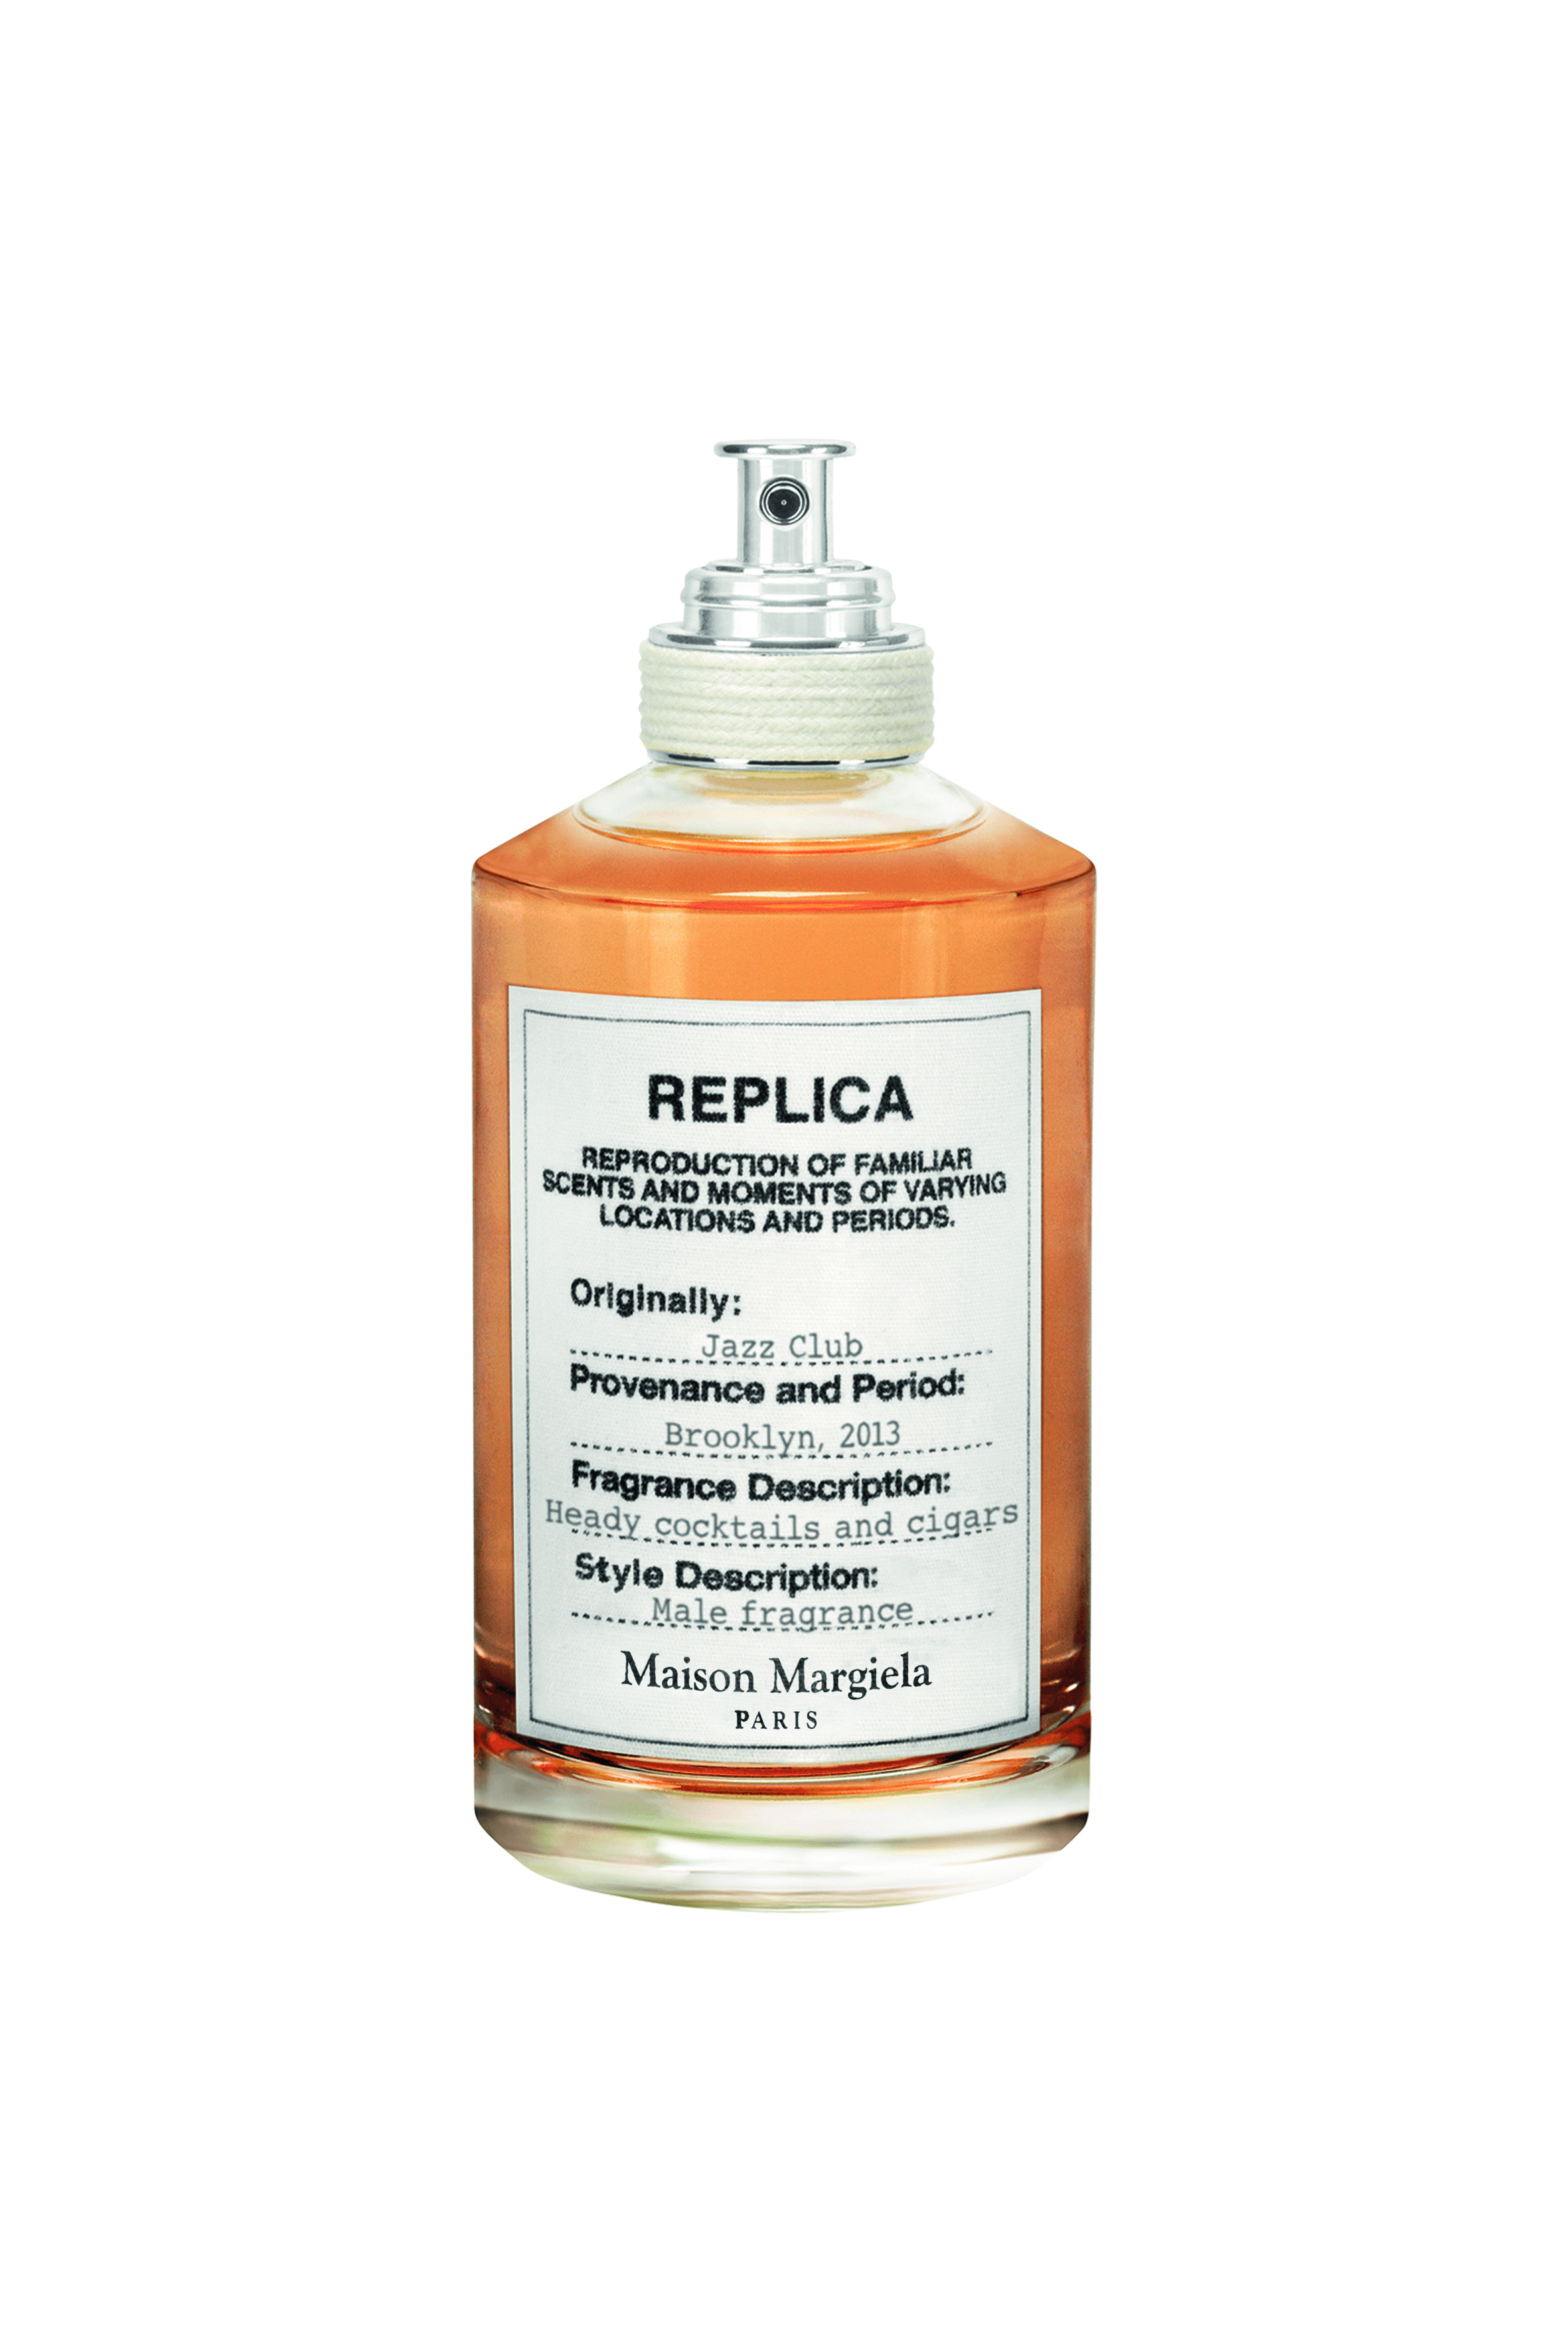 REPLICA
REPRODUCTION OF FAMILIAR
SCENTS AND MOMENTS OF VARYING
LOCATIONS AND PERIODS.
Originally:
Jazz Club
Provenance and Period:
Brooklyn, 2013
Fragrance Description:
Heady cocktails and cigars
Style Description:
Male fragrance
Maison Margiela
PARIS